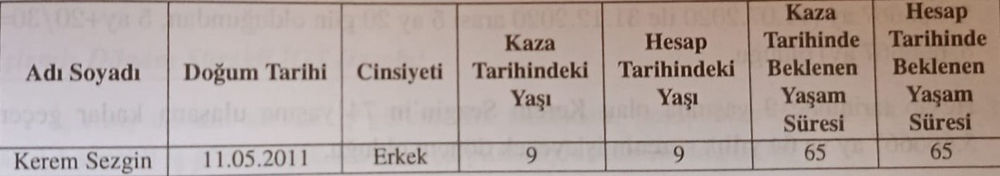 Adı Soyadı
Doğum Tarihi
Cinsiyeti
Kaza
Tarihindeki
Yaşı
Hesap
Tarihindeki
Yaşı
Kaza
Tarihinde
Beklenen
Yaşam
Süresi
Hesap
Tarihinde
Beklenen
Yaşam
Süresi
Kerem Sezgin
11.05.2011
Erkek
9
9
65
65